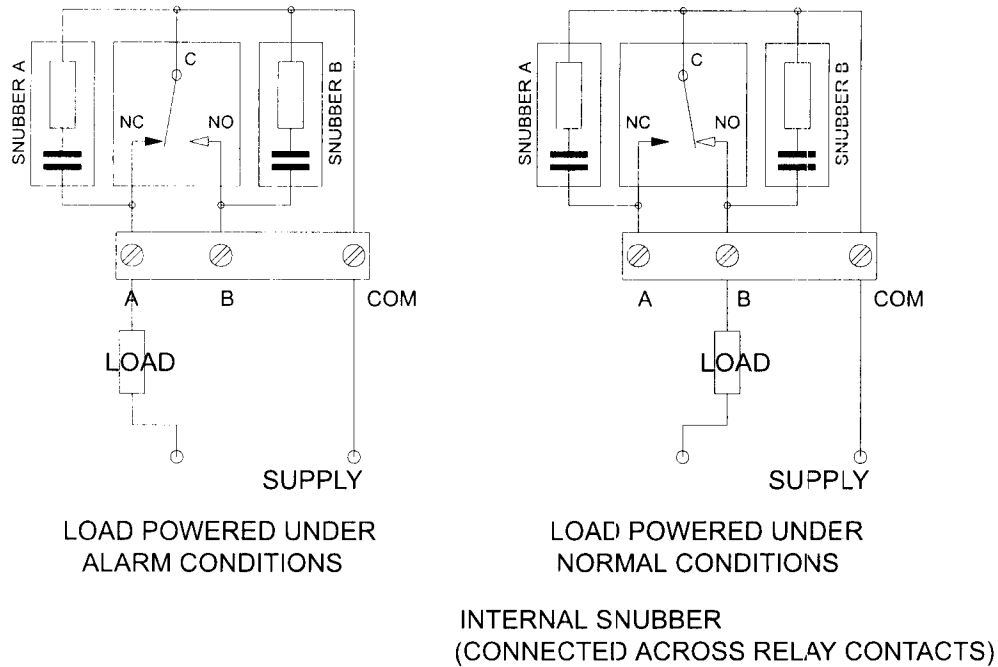 SNUBBER A
C
NC
NO
SNUBBER B
A
B
COM
LOAD
SUPPLY
LOAD POWERED UNDER
ALARM CONDITIONS
SNUBBER A
C
NC
NO
SNUBBER B
A
B
COM
LOAD
SUPPLY
LOAD POWERED UNDER
NORMAL CONDITIONS
INTERNAL SNUBBER
(CONNECTED ACROSS RELAY CONTACTS)